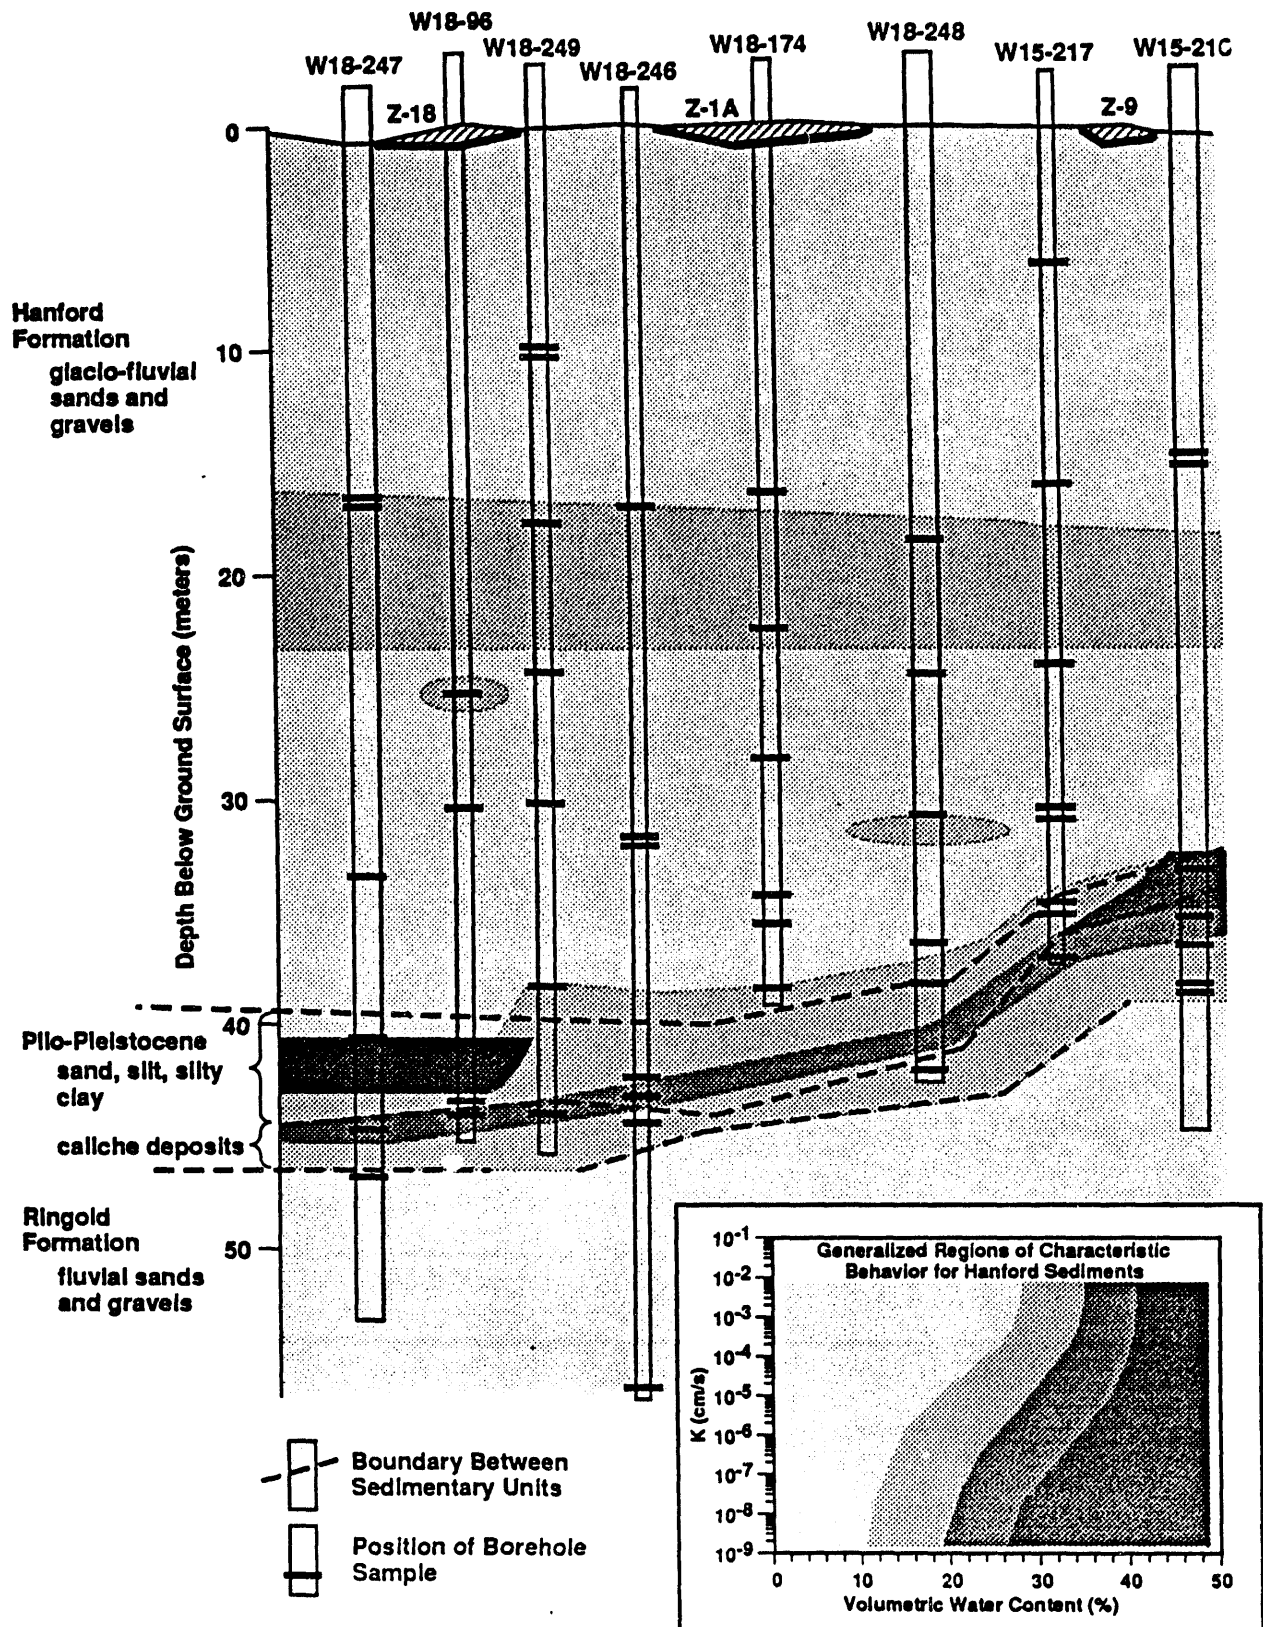 W18-96
W18-247
W18-249
W18-246
W18-174
W18-248
W15-217
W15-21C
Z-18
Z-1A
Z-9
0
10
20
30
40
50
Depth Below Ground Surface (meters)
Hanford
Formation
glacio-fluvial
sands and
gravels
Plio-Pleistocene
sand, silt, silty
clay
caliche deposits
Ringold
Formation
fluvial sands
and gravels
Boundary Between
Sedimentary Units
Position of Borehole
Sample
Generalized Regions of Characteristic
Behavior for Hanford Sediments
K (cm/s)
10⁻¹
10⁻²
10⁻³
10⁻⁴
10⁻⁵
10⁻⁶
10⁻⁷
10⁻⁸
10⁻⁹
0 10 20 30 40 50
Volumetric Water Content (%)